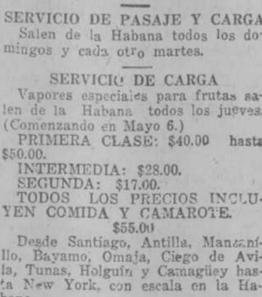 SERVICIO DE PASAJE Y CARGA
Salen de la Habana todos los do-
mingos y cada otro martes.
SERVICIO DE CARGA
Vapores especiales para frutas sa-
len de la Habana todos los jueves.
(Comenzando en Mayo 6.)
PRIMERA CLASE: $40.00 hasta
$50.00.
INTERMEDIA: $28.00.
SEGUNDA: $17.00.
TODOS LOS PRECIOS INCLU-
YEN COMIDA Y CAMAROTE.
$55.00
Desde Santiago, Antilla, Manzani-
llo, Bayamo, Omaja, Ciego de Avi-
la, Tunas, Holguín y Camagüey has-
ta New York, con escala en la Ha-